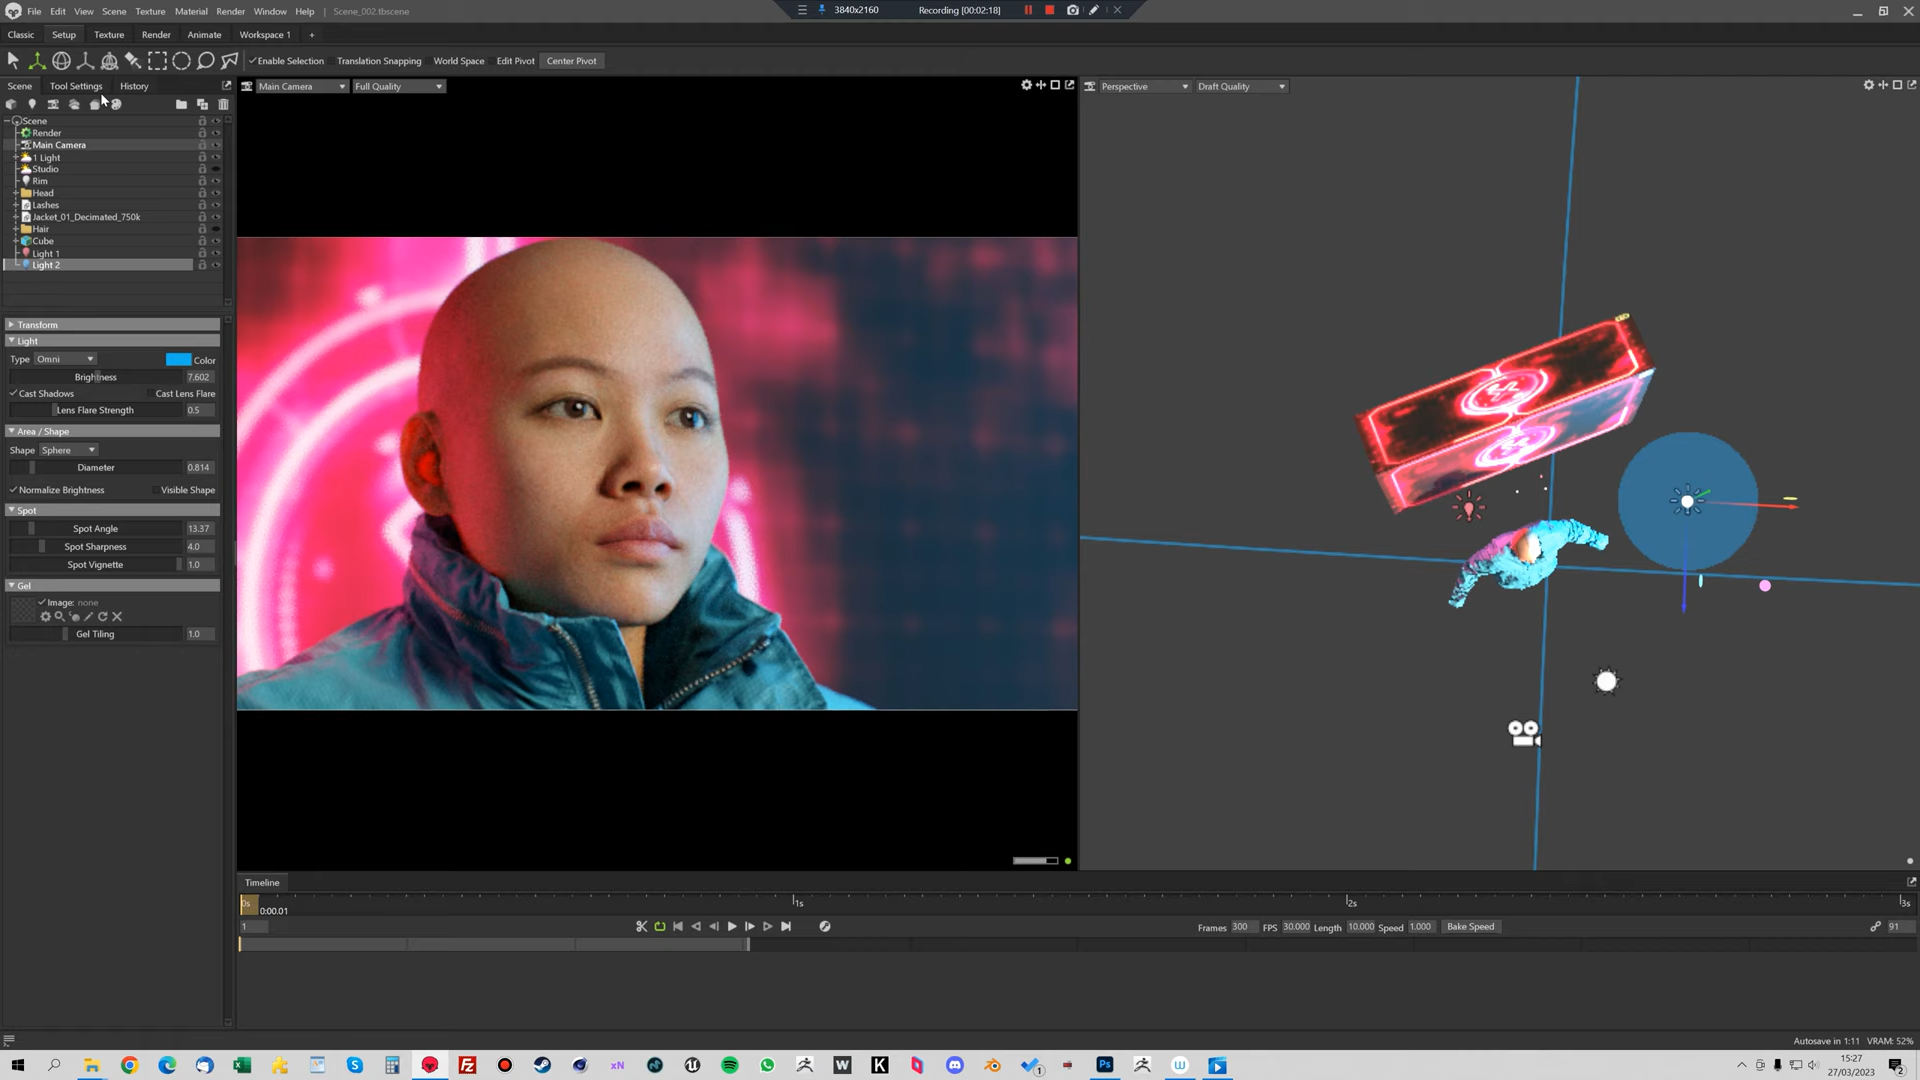 File Edit View Scene Texture Material Render Window Help Scene_002.tbscene
3840x2160 Recording [00:02:18]
Classic Setup Texture Render Animate Workspace 1 +
Enable Selection Translation Snapping World Space Edit Pivot Center Pivot
Scene Tool Settings History
Main Camera Full Quality
Perspective Draft Quality
Scene
Render
Main Camera
1 Light
Studio
Rim
Head
Lashes
Jacket_01_Decimated_750k
Hair
Cube
Light 1
Light 2
Transform
Light
Type Omni Color
Brightness 7.602
Cast Shadows Cast Lens Flare
Lens Flare Strength 0.5
Area / Shape
Shape Sphere
Diameter 0.814
Normalize Brightness Visible Shape
Spot
Spot Angle 13.37
Spot Sharpness 4.0
Spot Vignette 1.0
Gel
Image: none
Gel Tiling 1.0
Timeline
0s 1s 2s 3s
0:00.01
1
Frames 300 FPS 30.000 Length 10.000 Speed 1.000 Bake Speed 91
Autosave in 1:11 VRAM: 52%
15:27
27/03/2023